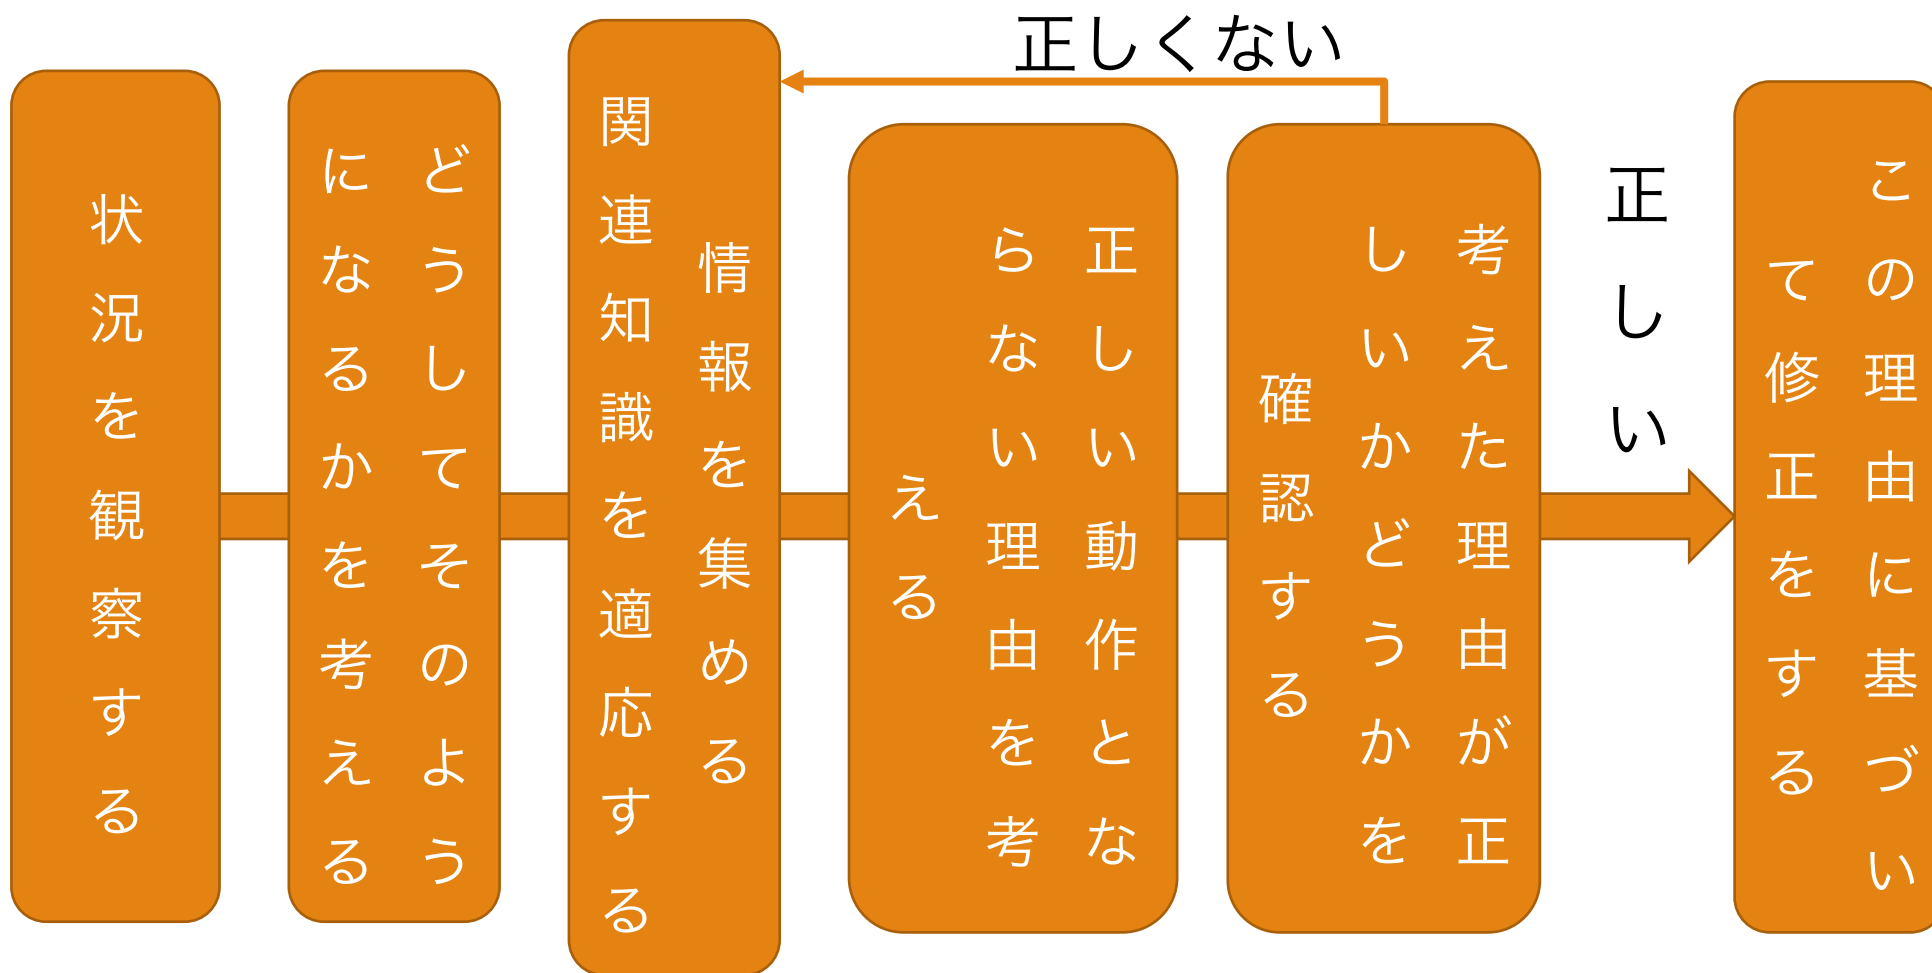 状況を観察する
どうしてそのよう
になるかを考える
情報を集める
関連知識を適応する
正しい動作とな
らない理由を考
える
考えた理由が正
しいかどうかを
確認する
正しくない
正しい
この理由に基づい
て修正をする